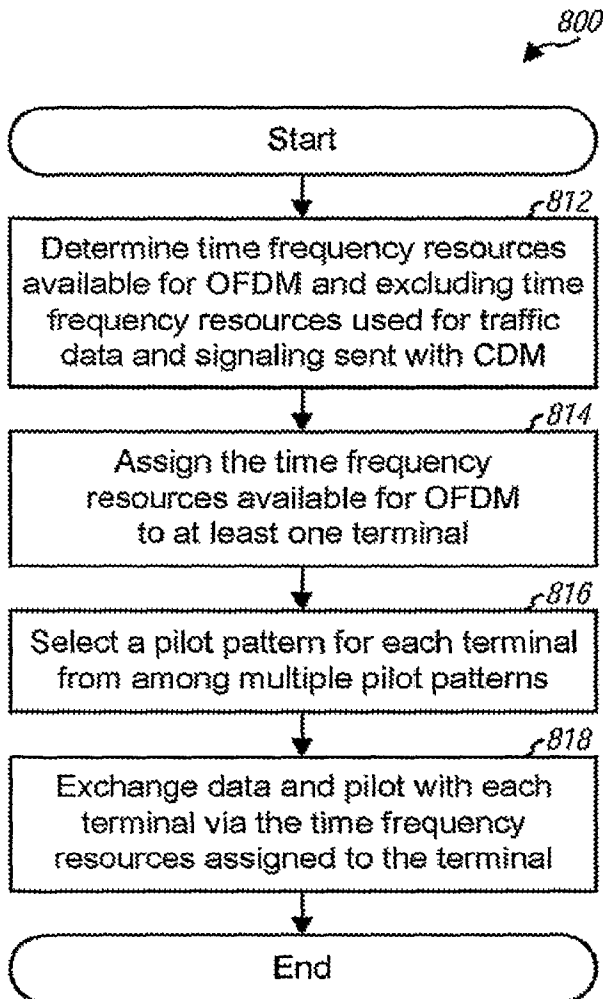 800
Start
812
Determine time frequency resources
available for OFDM and excluding time
frequency resources used for traffic
data and signaling sent with CDM
814
Assign the time frequency
resources available for OFDM
to at least one terminal
816
Select a pilot pattern for each terminal
from among multiple pilot patterns
818
Exchange data and pilot with each
terminal via the time frequency
resources assigned to the terminal
End